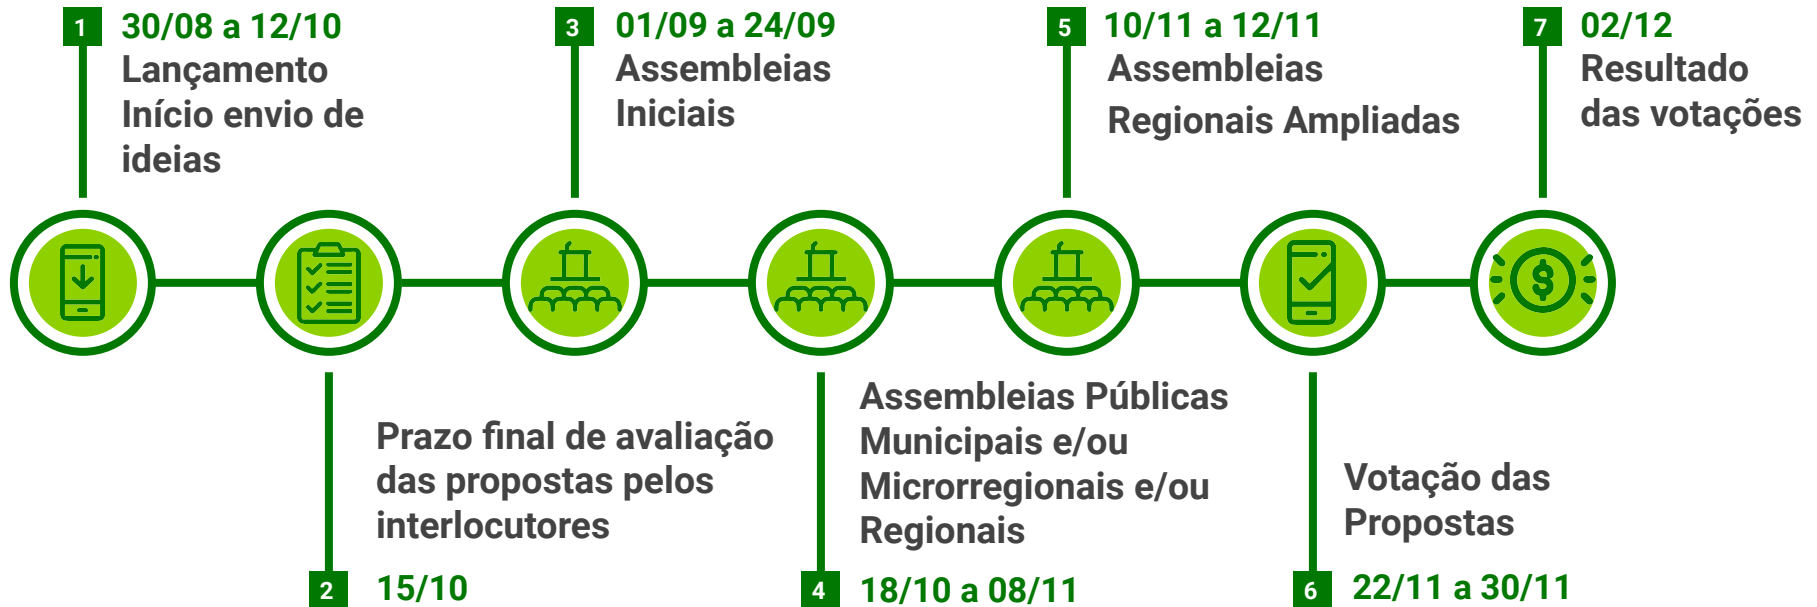 1
30/08 a 12/10
Lançamento
Início envio de
ideias
2
Prazo final de avaliação
das propostas pelos
interlocutores
15/10
3
01/09 a 24/09
Assembleias
Iniciais
4
Assembleias Públicas
Municipais e/ou
Microrregionais e/ou
Regionais
18/10 a 08/11
5
10/11 a 12/11
Assembleias
Regionais Ampliadas
6
Votação das
Propostas
22/11 a 30/11
7
02/12
Resultado
das votações
$